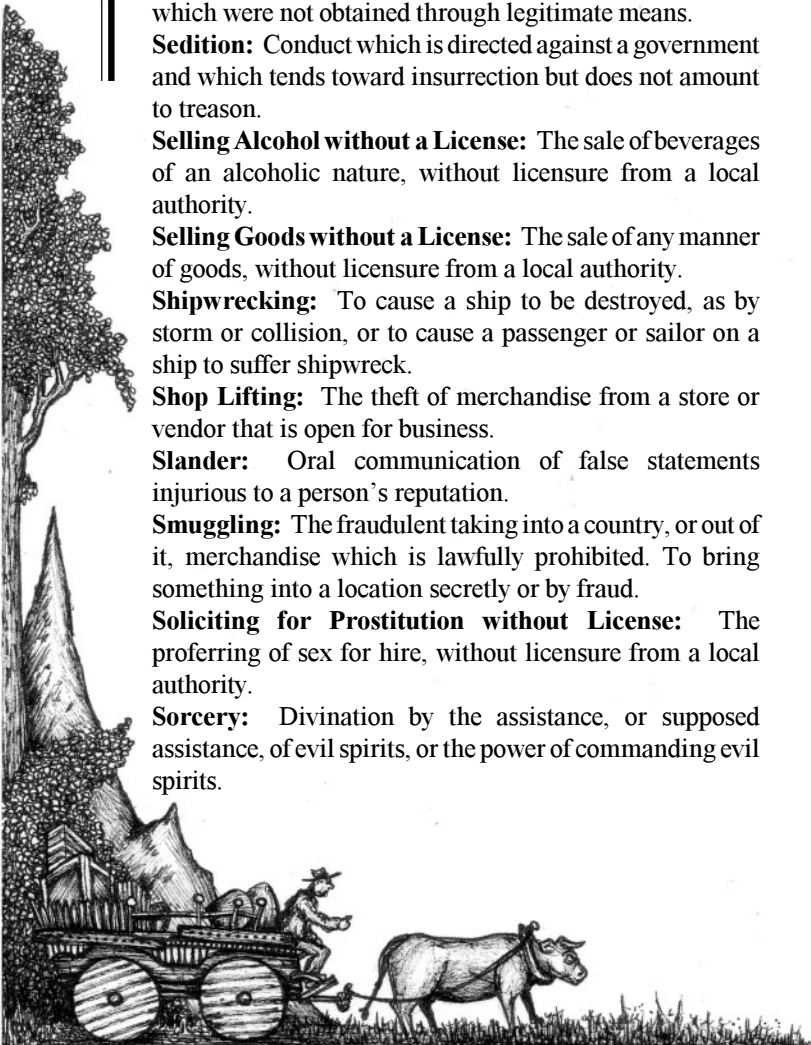 which were not obtained through legitimate means.
Sedition: Conduct which is directed against a government
and which tends toward insurrection but does not amount
to treason.
Selling Alcohol without a License: The sale of beverages
of an alcoholic nature, without licensure from a local
authority.
Selling Goods without a License: The sale of any manner
of goods, without licensure from a local authority.
Shipwrecking: To cause a ship to be destroyed, as by
storm or collision, or to cause a passenger or sailor on a
ship to suffer shipwreck.
Shop Lifting: The theft of merchandise from a store or
vendor that is open for business.
Slander: Oral communication of false statements
injurious to a person’s reputation.
Smuggling: The fraudulent taking into a country, or out of
it, merchandise which is lawfully prohibited. To bring
something into a location secretly or by fraud.
Soliciting for Prostitution without License: The
proferring of sex for hire, without licensure from a local
authority.
Sorcery: Divination by the assistance, or supposed
assistance, of evil spirits, or the power of commanding evil
spirits.